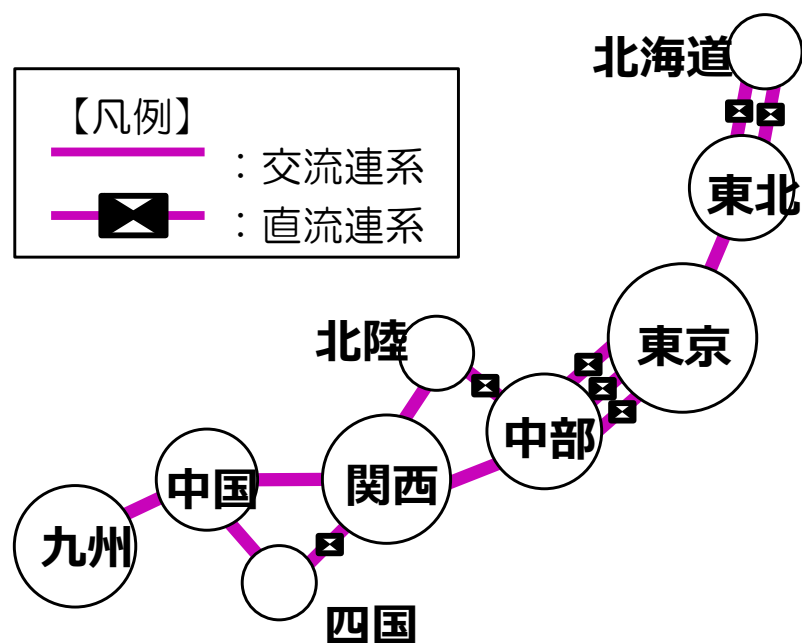 北海道
【凡例】
：交流連系
：直流連系
東北
北陸
東京
中部
中国
関西
九州
四国